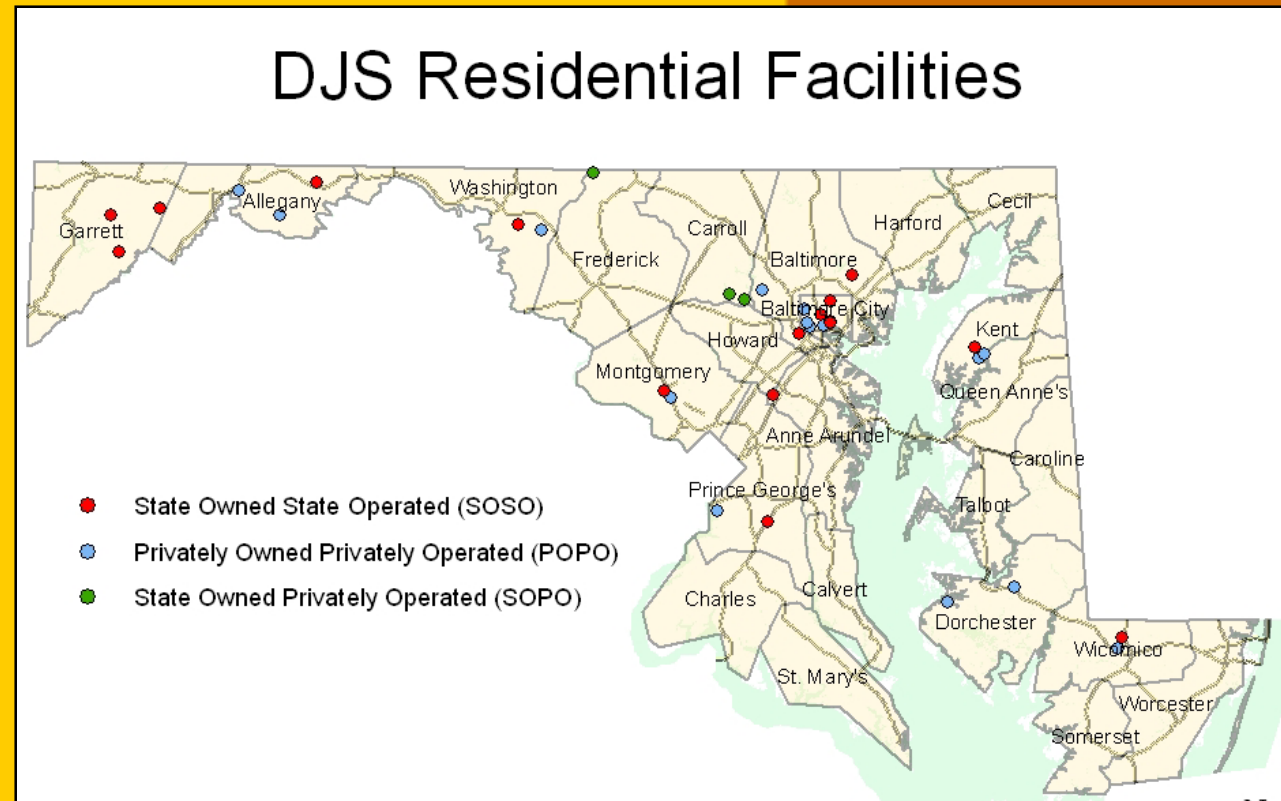 DJS Residential Facilities
Washington
Allegany
Garrett
Frederick
Carroll
Baltimore
Harford
Cecil
Baltimore City
Howard
Montgomery
Kent
Queen Anne's
Anne Arundel
Caroline
Prince George's
Talbot
State Owned State Operated (SOSO)
Privately Owned Privately Operated (POPO)
State Owned Privately Operated (SOPO)
Charles
Calvert
Dorchester
Wicomico
St. Mary's
Worcester
Somerset